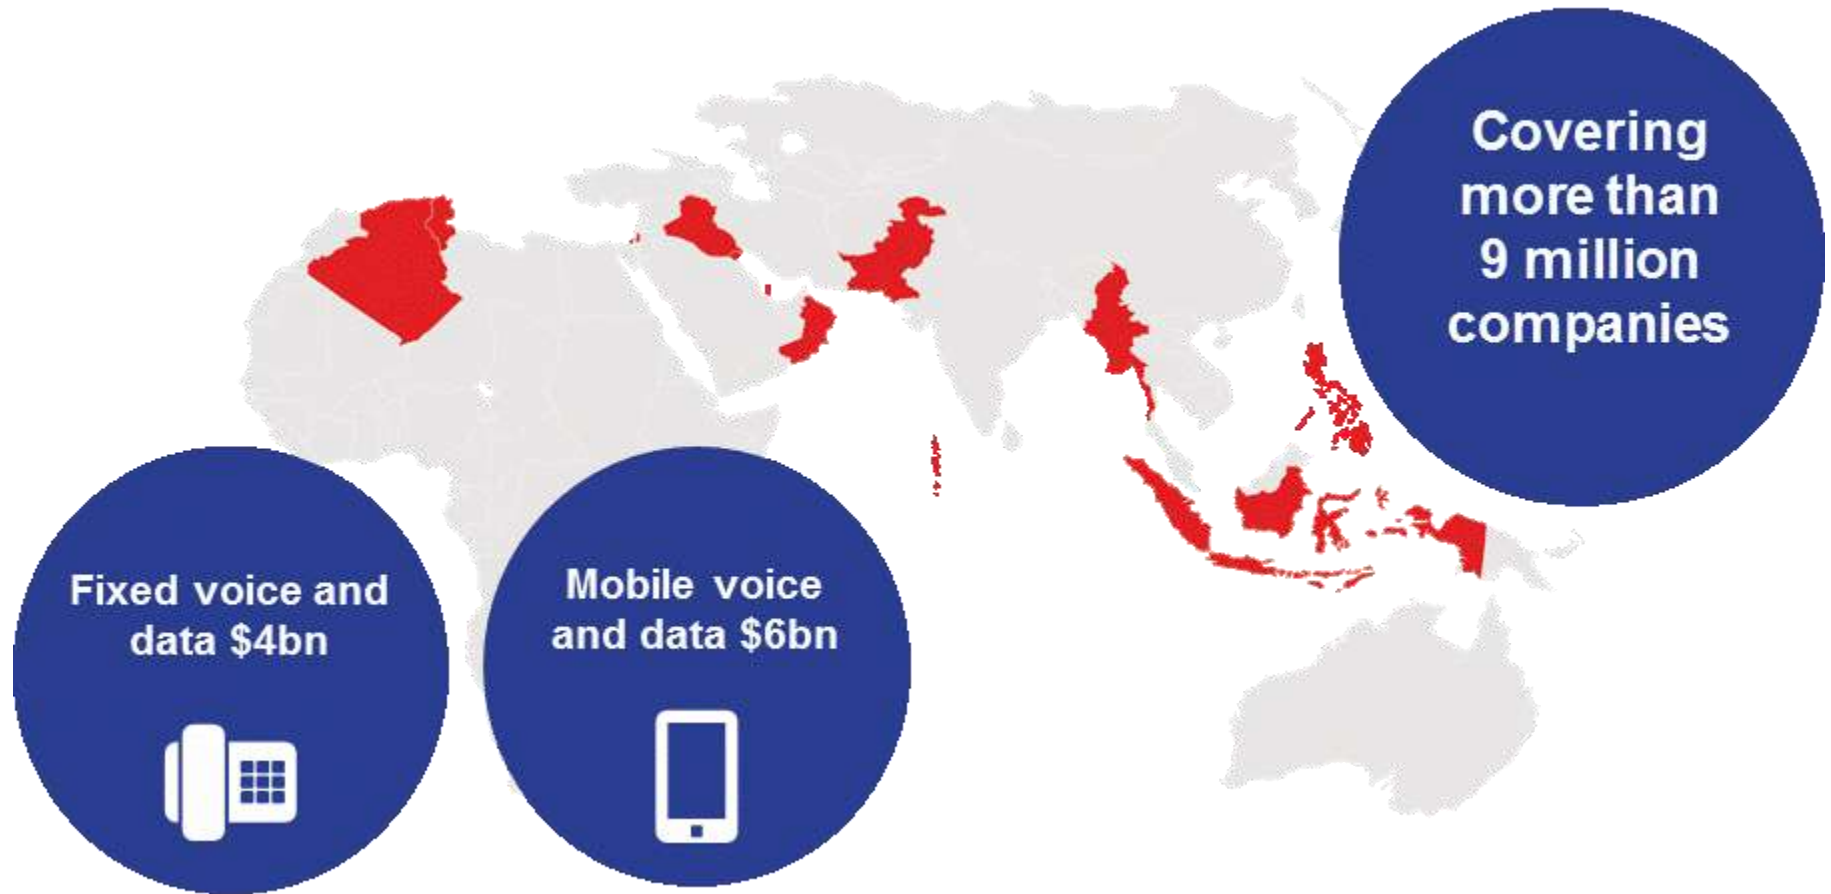 Covering
more than
9 million
companies
Fixed voice and
data $4bn
Mobile voice
and data $6bn